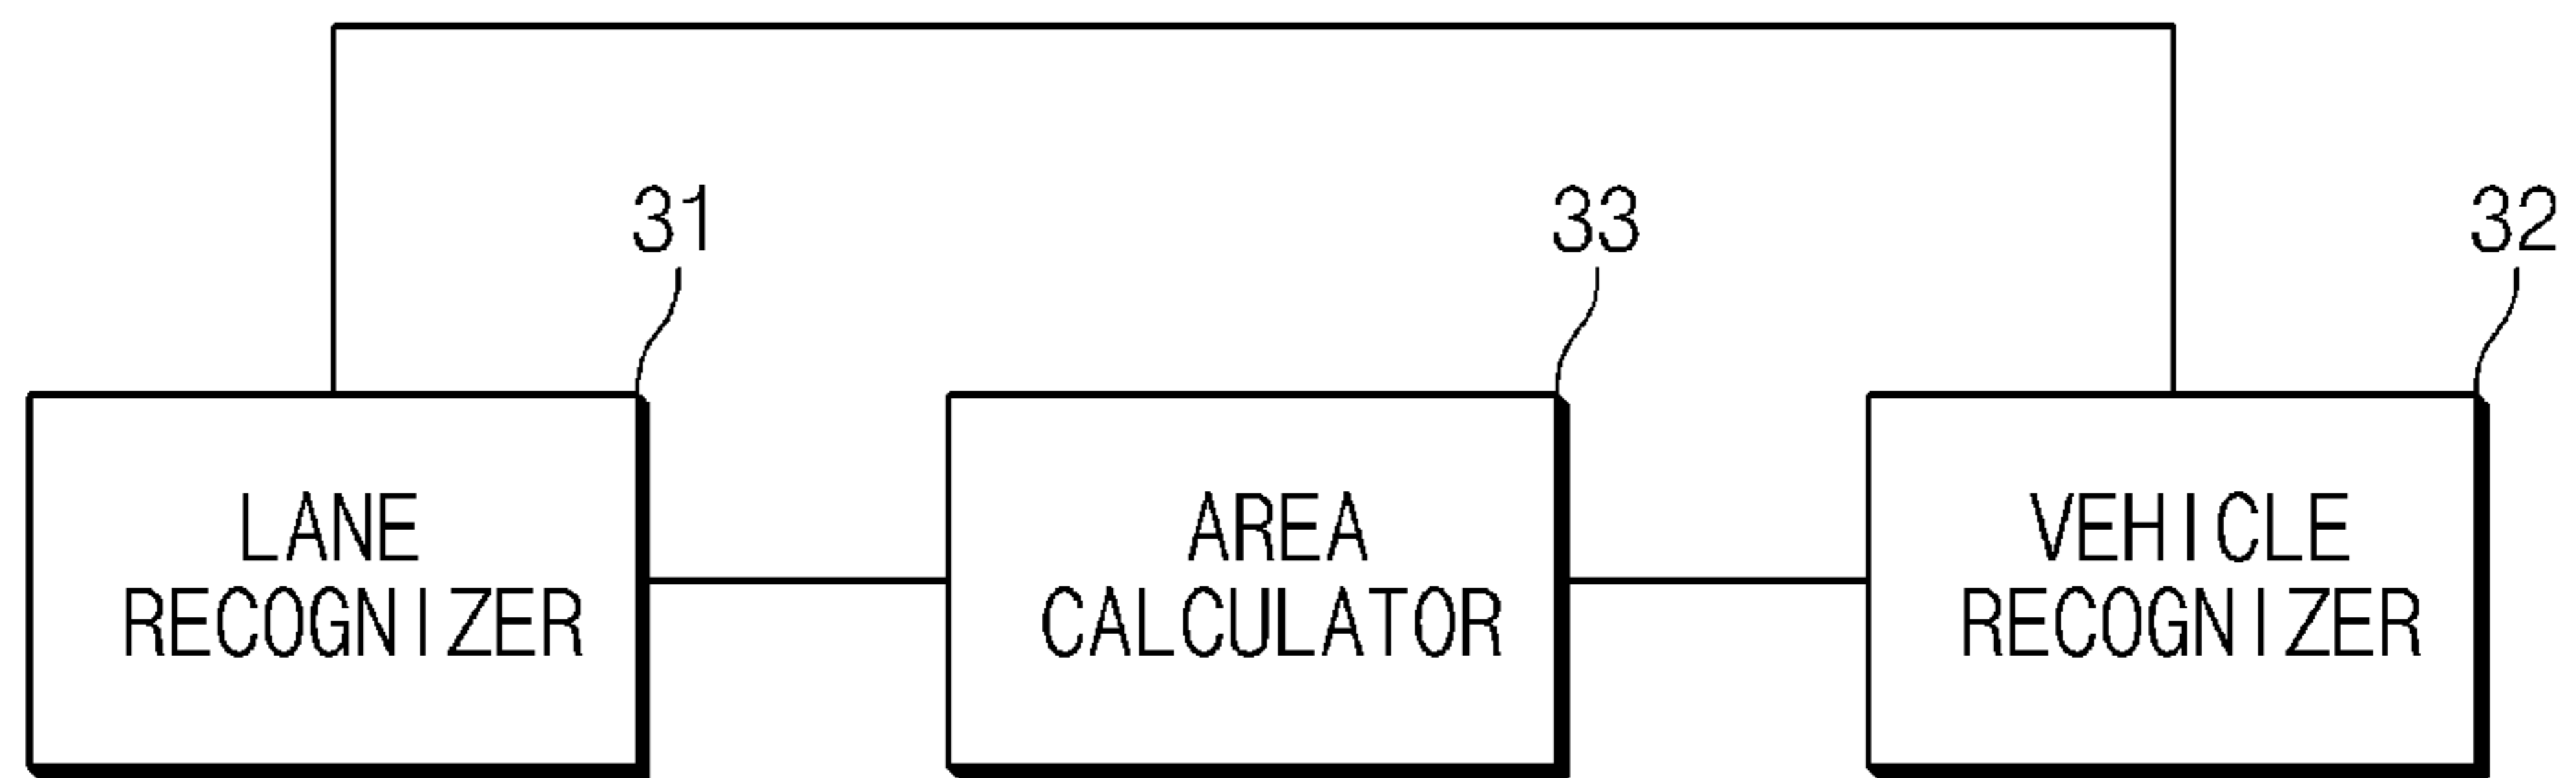 31
33
32
LANE
RECOGNIZER
AREA
CALCULATOR
VEHICLE
RECOGNIZER